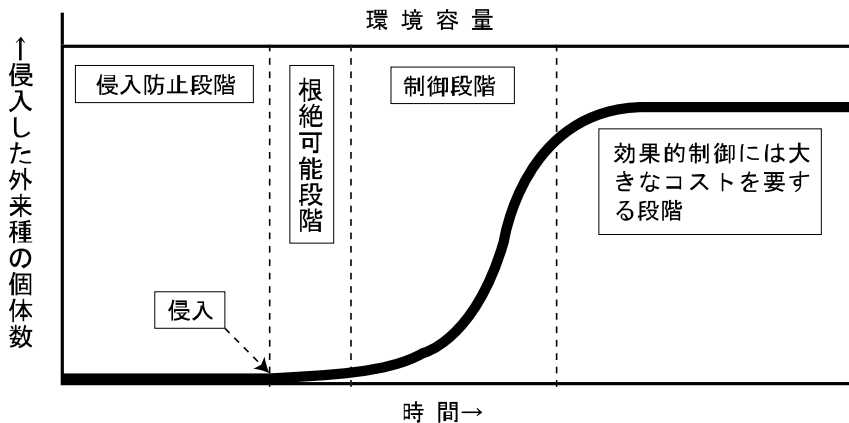 環境容量
↑侵入した外来種の個体数
侵入防止段階
根絶可能段階
制御段階
効果的制御には大
きなコストを要す
る段階
侵入
時間→